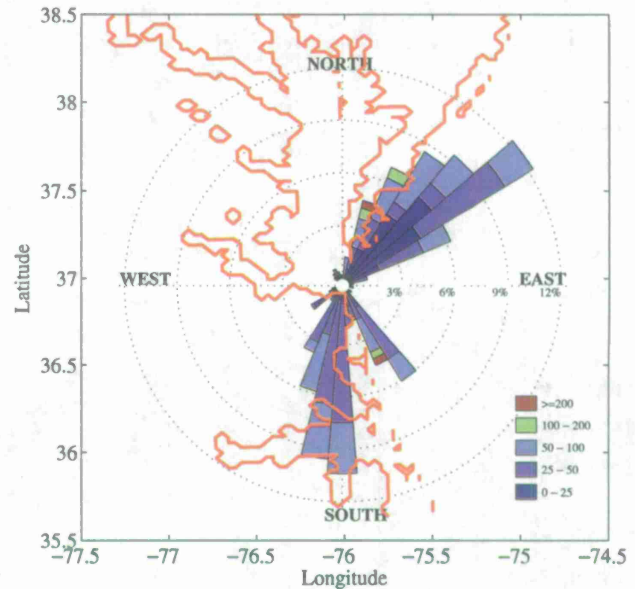 38.5
NORTH
38
37.5
Latitude
37
WEST
EAST
3%
6%
9%
12%
36.5
>=200
100 – 200
50 – 100
25 – 50
0 – 25
36
SOUTH
35.5
−77.5
−77
−76.5
−76
−75.5
−75
−74.5
Longitude